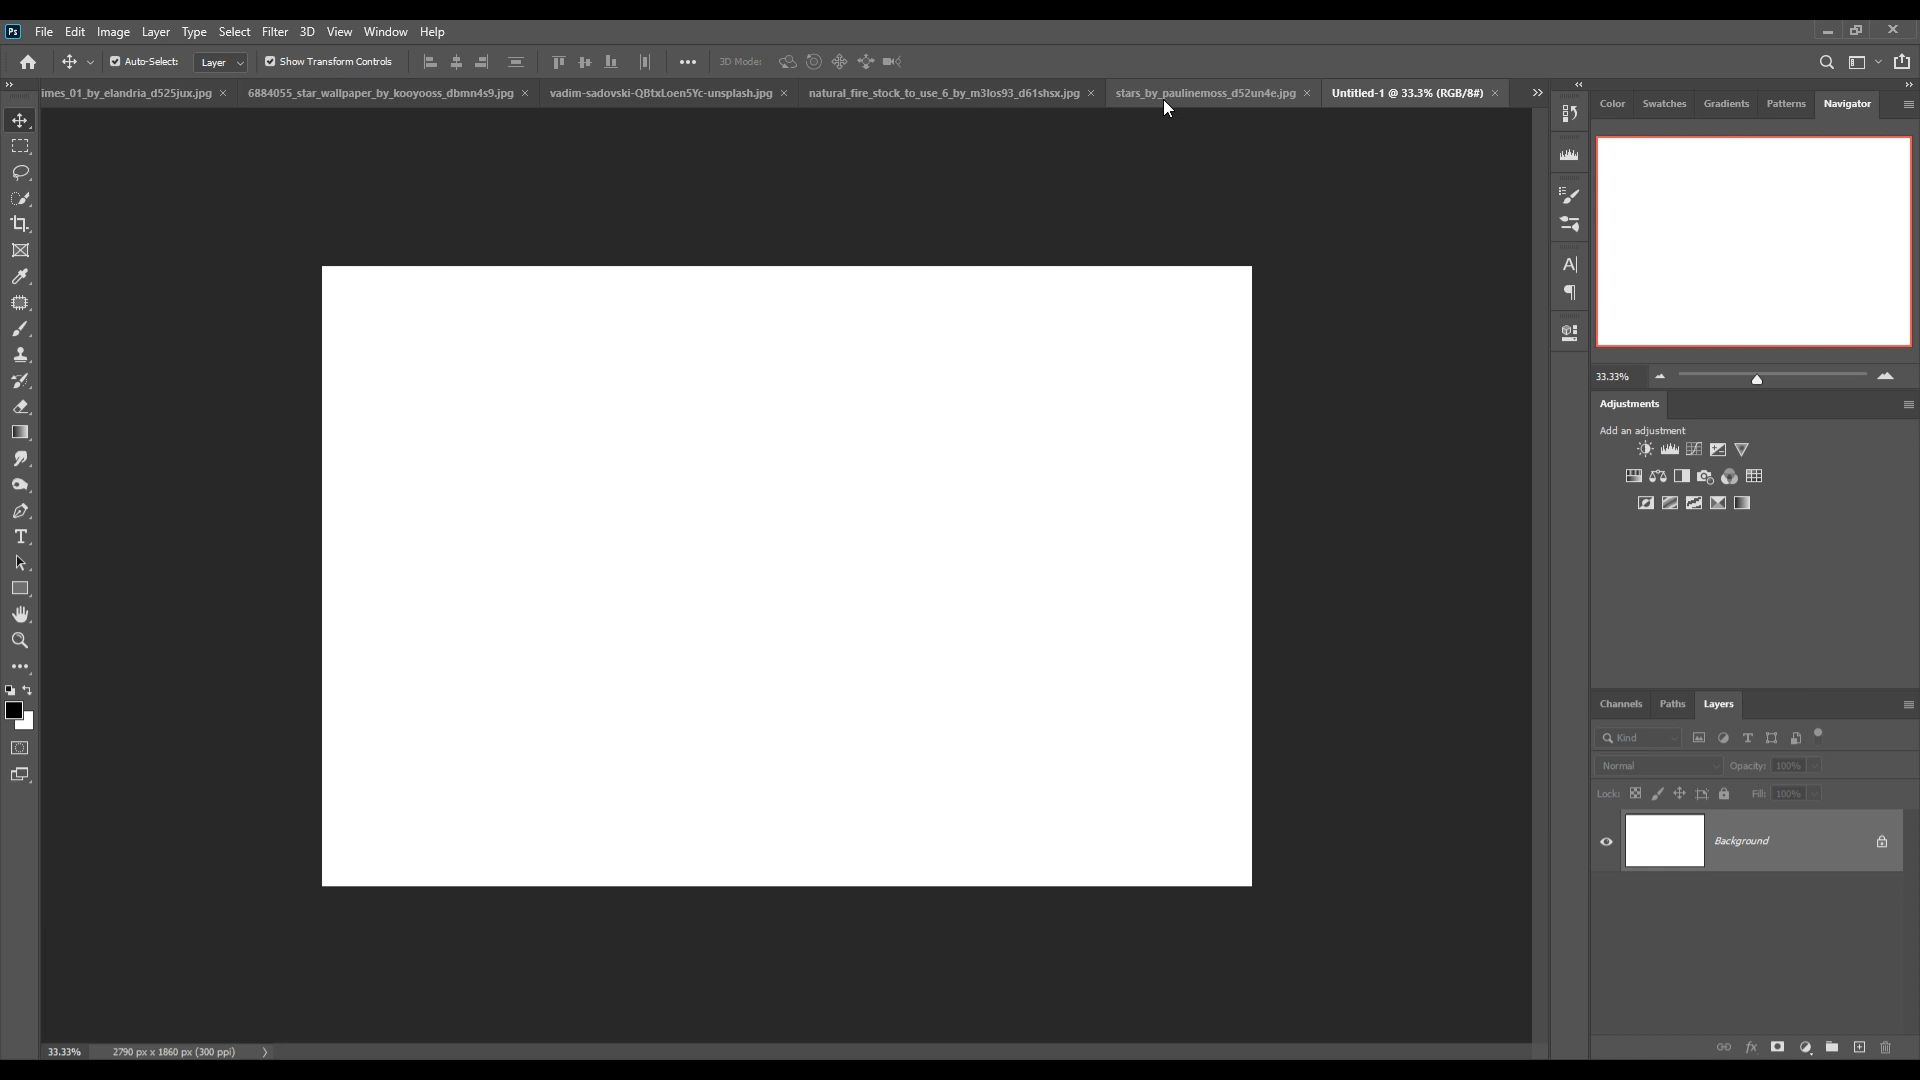 Ps File Edit Image Layer Type Select Filter 3D View Window Help
Auto-Select: Layer Show Transform Controls 3D Mode:
imes_01_by_elandria_d525jux.jpg 6884055_star_wallpaper_by_kooyooss_dbmn4s9.jpg vadim-sadovski-QBtxLoen5Yc-unsplash.jpg natural_fire_stock_to_use_6_by_m3los93_d61shsx.jpg stars_by_paulinemoss_d52un4e.jpg Untitled-1 @ 33.3% (RGB/8#)
Color Swatches Gradients Patterns Navigator
33.33%
Adjustments
Add an adjustment
Channels Paths Layers
Kind
Normal Opacity: 100%
Lock: Fill: 100%
Background
33.33% 2790 px x 1860 px (300 ppi)